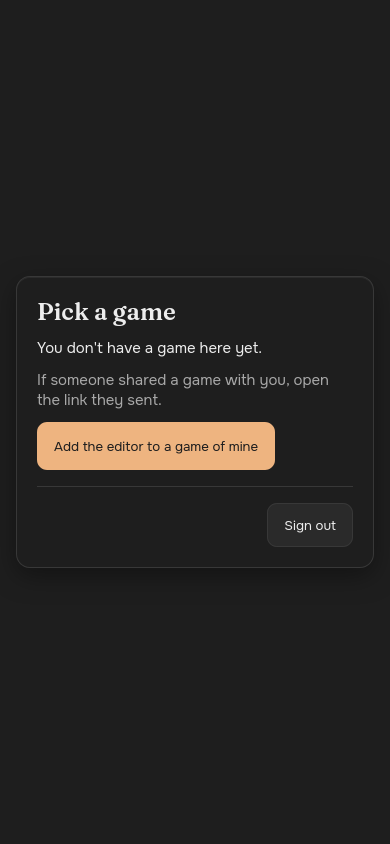 Pick a game
You don't have a game here yet.
If someone shared a game with you, open
the link they sent.
Add the editor to a game of mine
Sign out